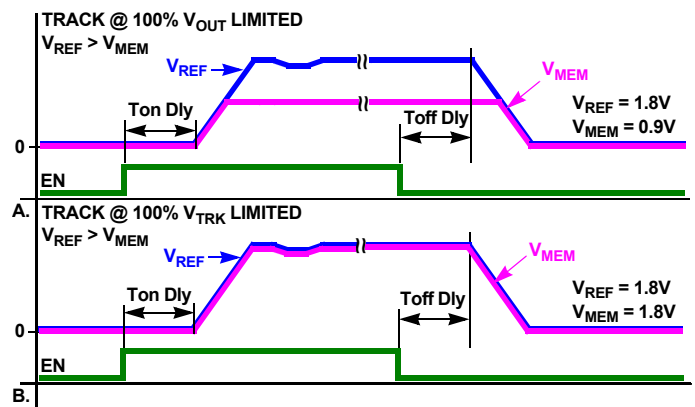 TRACK @ 100% VOUT LIMITED
VREF > VMEM
VREF
VMEM
Ton Dly
Toff Dly
VREF = 1.8V
VMEM = 0.9V
0
EN
A.
TRACK @ 100% VTRK LIMITED
VREF > VMEM
VREF
VMEM
Ton Dly
Toff Dly
VREF = 1.8V
VMEM = 1.8V
0
EN
B.